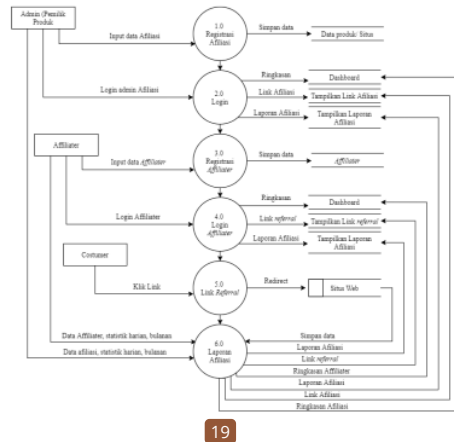 Admin (Pemilik
Produk
Input data Afiliasi
1.0
Registrasi
Afiliasi
Simpan data
Data produk/ Situs
Login admin Afiliasi
2.0
Login
Ringkasan
Dashboard
Link Afiliasi
Tampilkan Link Afiliasi
Laporan Afiliasi
Tampilkan Laporan
Afiliasi
Affiliater
Input data Affiliater
3.0
Registrasi
Affiliater
Simpan data
Affiliater
Login Affiliater
4.0
Login
Affiliater
Ringkasan
Dashboard
Link referral
Tampilkan Link referral
Laporan Afiliasi
Tampilkan Laporan
Afiliasi
Costumer
Klik Link
5.0
Link Referral
Redirect
Situs Web
Data Affiliater, statistik harian, bulanan
Data afiliasi, statistik harian, bulanan
6.0
Laporan
Afiliasi
Simpan data
Laporan Afiliasi
Link referral
Ringkasan Affiliater
Laporan Afiliasi
Link Afiliasi
Ringkasan Afiliasi
19